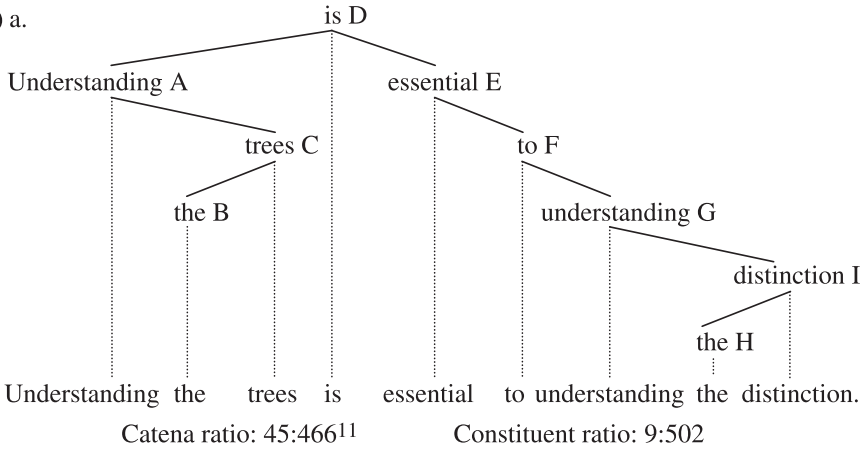 ) a.
is D
Understanding A
essential E
trees C
to F
the B
understanding G
distinction I
the H
Understanding the trees is essential to understanding the distinction.
Catena ratio: 45:466¹¹
Constituent ratio: 9:502